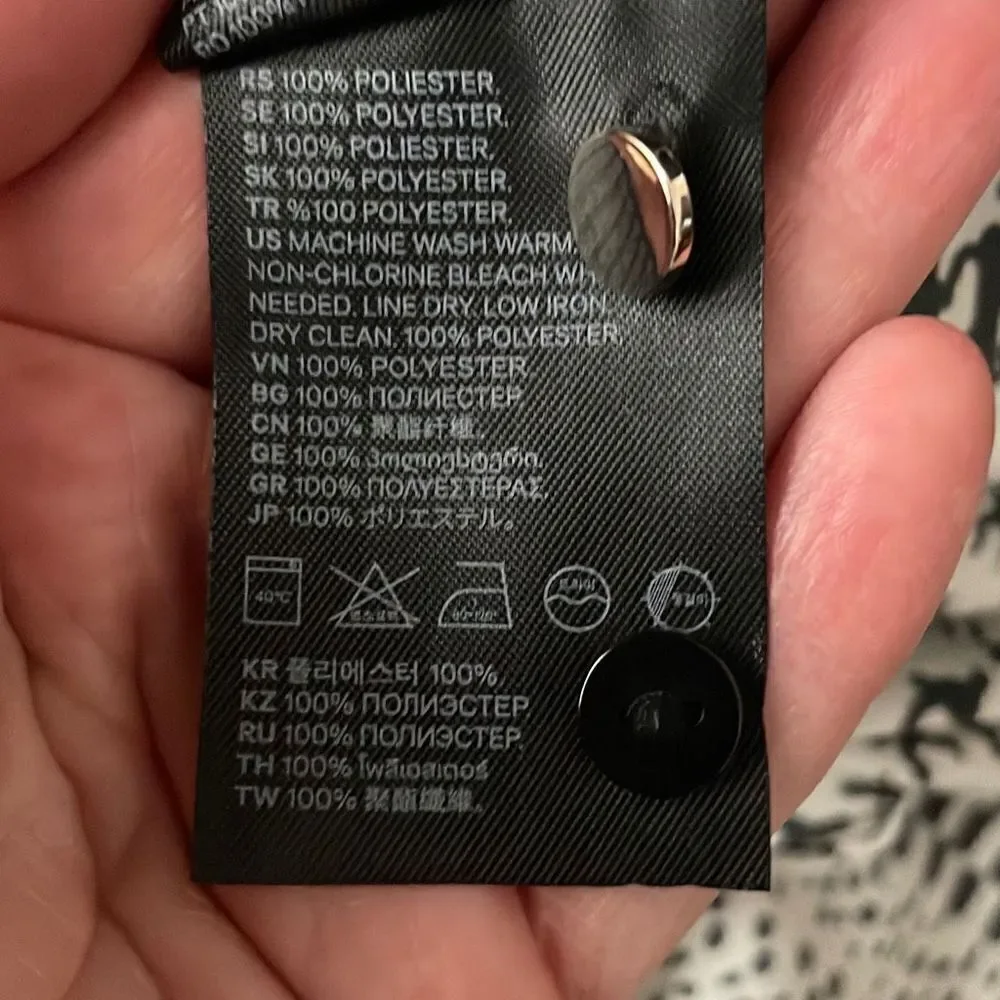 RS 100% POLIESTER.
SE 100% POLYESTER.
SI 100% POLIESTER.
SK 100% POLYESTER.
TR %100 POLYESTER.
US MACHINE WASH WARM.
NON-CHLORINE BLEACH
NEEDED. LINE DRY. LOW IRON.
DRY CLEAN. 100% POLYESTER.
VN 100% POLYESTER.
BG 100% ПОЛИЕСТЕР
CN 100% 聚酯纤维。
GE 100% პოლიესტერი.
GR 100% ΠΟΛΥΕΣΤΕΡΑΣ.
JP 100% ポリエステル。
40°C
드라이
KR 폴리에스터 100%.
KZ 100% ПОЛИЭСТЕР
RU 100% ПОЛИЭСТЕР.
TH 100% โพลีเอสเตอร์
TW 100% 聚酯纖維。